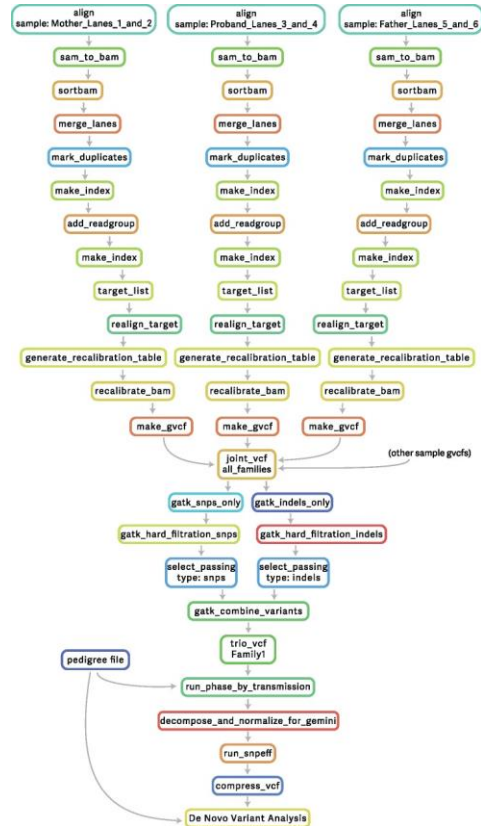 align
sample: Mother_Lanes_1_and_2
align
sample: Proband_Lanes_3_and_4
align
sample: Father_Lanes_5_and_6
sam_to_bam
sam_to_bam
sam_to_bam
sortbam
sortbam
sortbam
merge_lanes
merge_lanes
merge_lanes
mark_duplicates
mark_duplicates
mark_duplicates
make_index
make_index
make_index
add_readgroup
add_readgroup
add_readgroup
make_index
make_index
make_index
target_list
target_list
target_list
realign_target
realign_target
realign_target
generate_recalibration_table
generate_recalibration_table
generate_recalibration_table
recalibrate_bam
recalibrate_bam
recalibrate_bam
make_gvcf
make_gvcf
make_gvcf
(other sample gvcfs)
joint_vcf
all_families
gatk_snps_only
gatk_indels_only
gatk_hard_filtration_snps
gatk_hard_filtration_indels
select_passing
type: snps
select_passing
type: indels
gatk_combine_variants
trio_vcf
Family1
pedigree file
run_phase_by_transmission
decompose_and_normalize_for_gemini
run_snpeff
compress_vcf
De Novo Variant Analysis